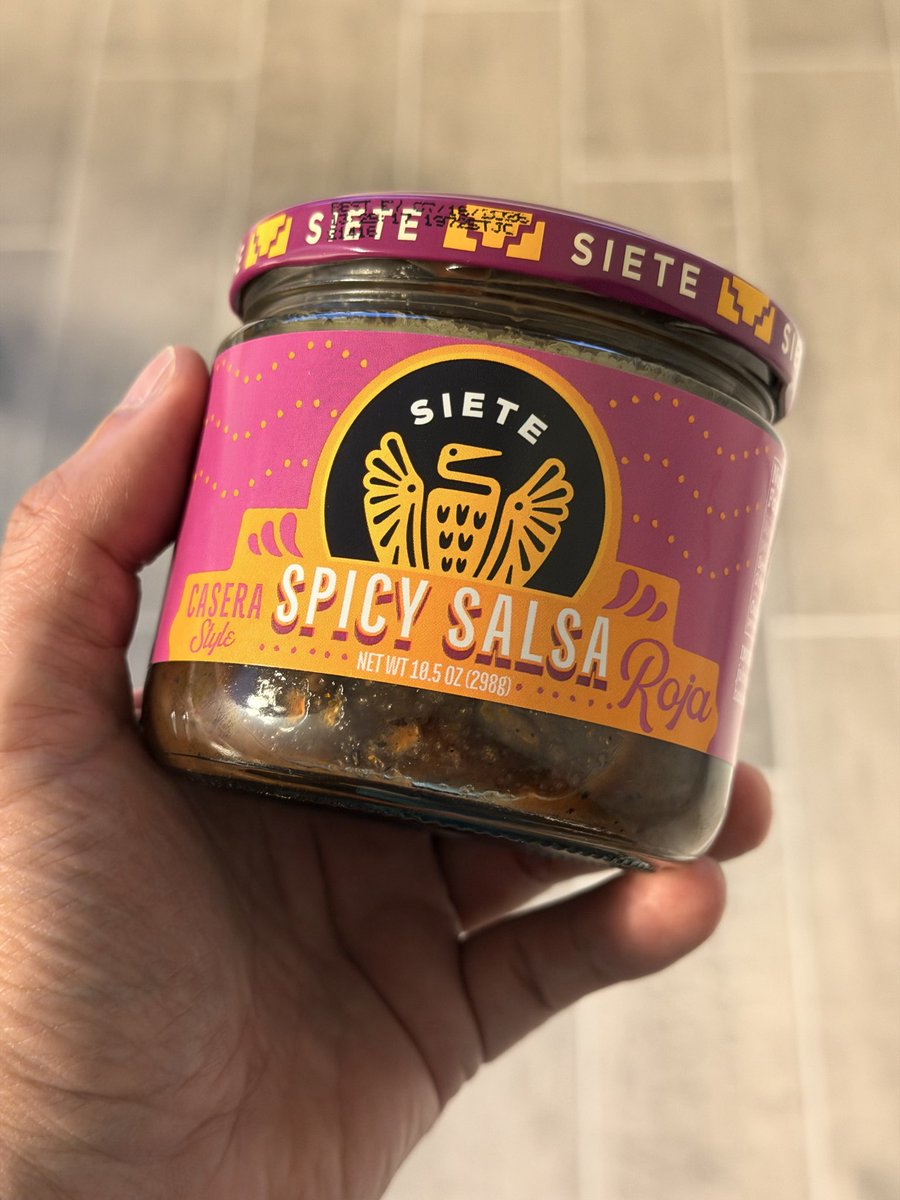 SIETE
SIETE
SIETE
CASERA
Style
SPICY SALSA
Roja
NET WT 10.5 OZ (298g)